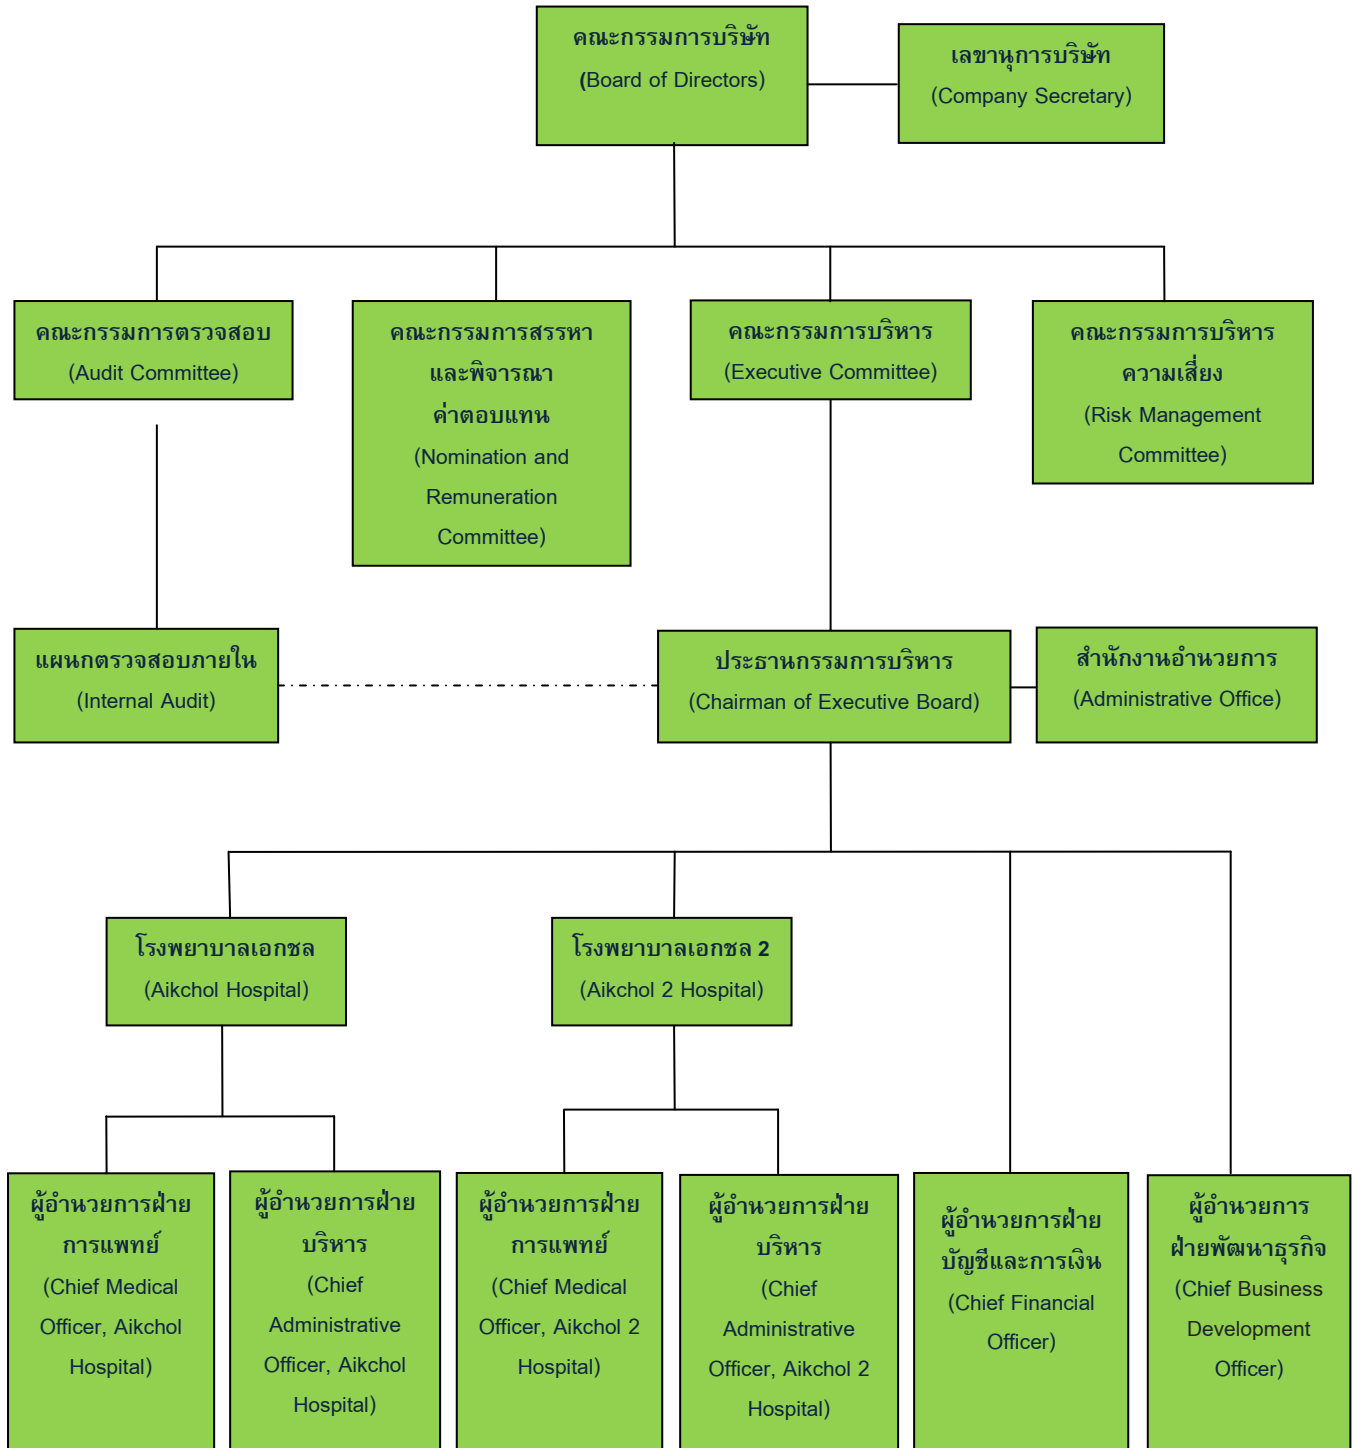 คณะกรรมการบริษัท
(Board of Directors)
เลขานุการบริษัท
(Company Secretary)
คณะกรรมการตรวจสอบ
(Audit Committee)
คณะกรรมการสรรหา
และพิจารณา
ค่าตอบแทน
(Nomination and
Remuneration
Committee)
คณะกรรมการบริหาร
(Executive Committee)
คณะกรรมการบริหาร
ความเสี่ยง
(Risk Management
Committee)
แผนกตรวจสอบภายใน
(Internal Audit)
ประธานกรรมการบริหาร
(Chairman of Executive Board)
สำนักงานอำนวยการ
(Administrative Office)
โรงพยาบาลเอกชล
(Aikchol Hospital)
โรงพยาบาลเอกชล 2
(Aikchol 2 Hospital)
ผู้อำนวยการฝ่าย
การแพทย์
(Chief Medical
Officer, Aikchol
Hospital)
ผู้อำนวยการฝ่าย
บริหาร
(Chief
Administrative
Officer, Aikchol
Hospital)
ผู้อำนวยการฝ่าย
การแพทย์
(Chief Medical
Officer, Aikchol 2
Hospital)
ผู้อำนวยการฝ่าย
บริหาร
(Chief
Administrative
Officer, Aikchol 2
Hospital)
ผู้อำนวยการฝ่าย
บัญชีและการเงิน
(Chief Financial
Officer)
ผู้อำนวยการ
ฝ่ายพัฒนาธุรกิจ
(Chief Business
Development
Officer)